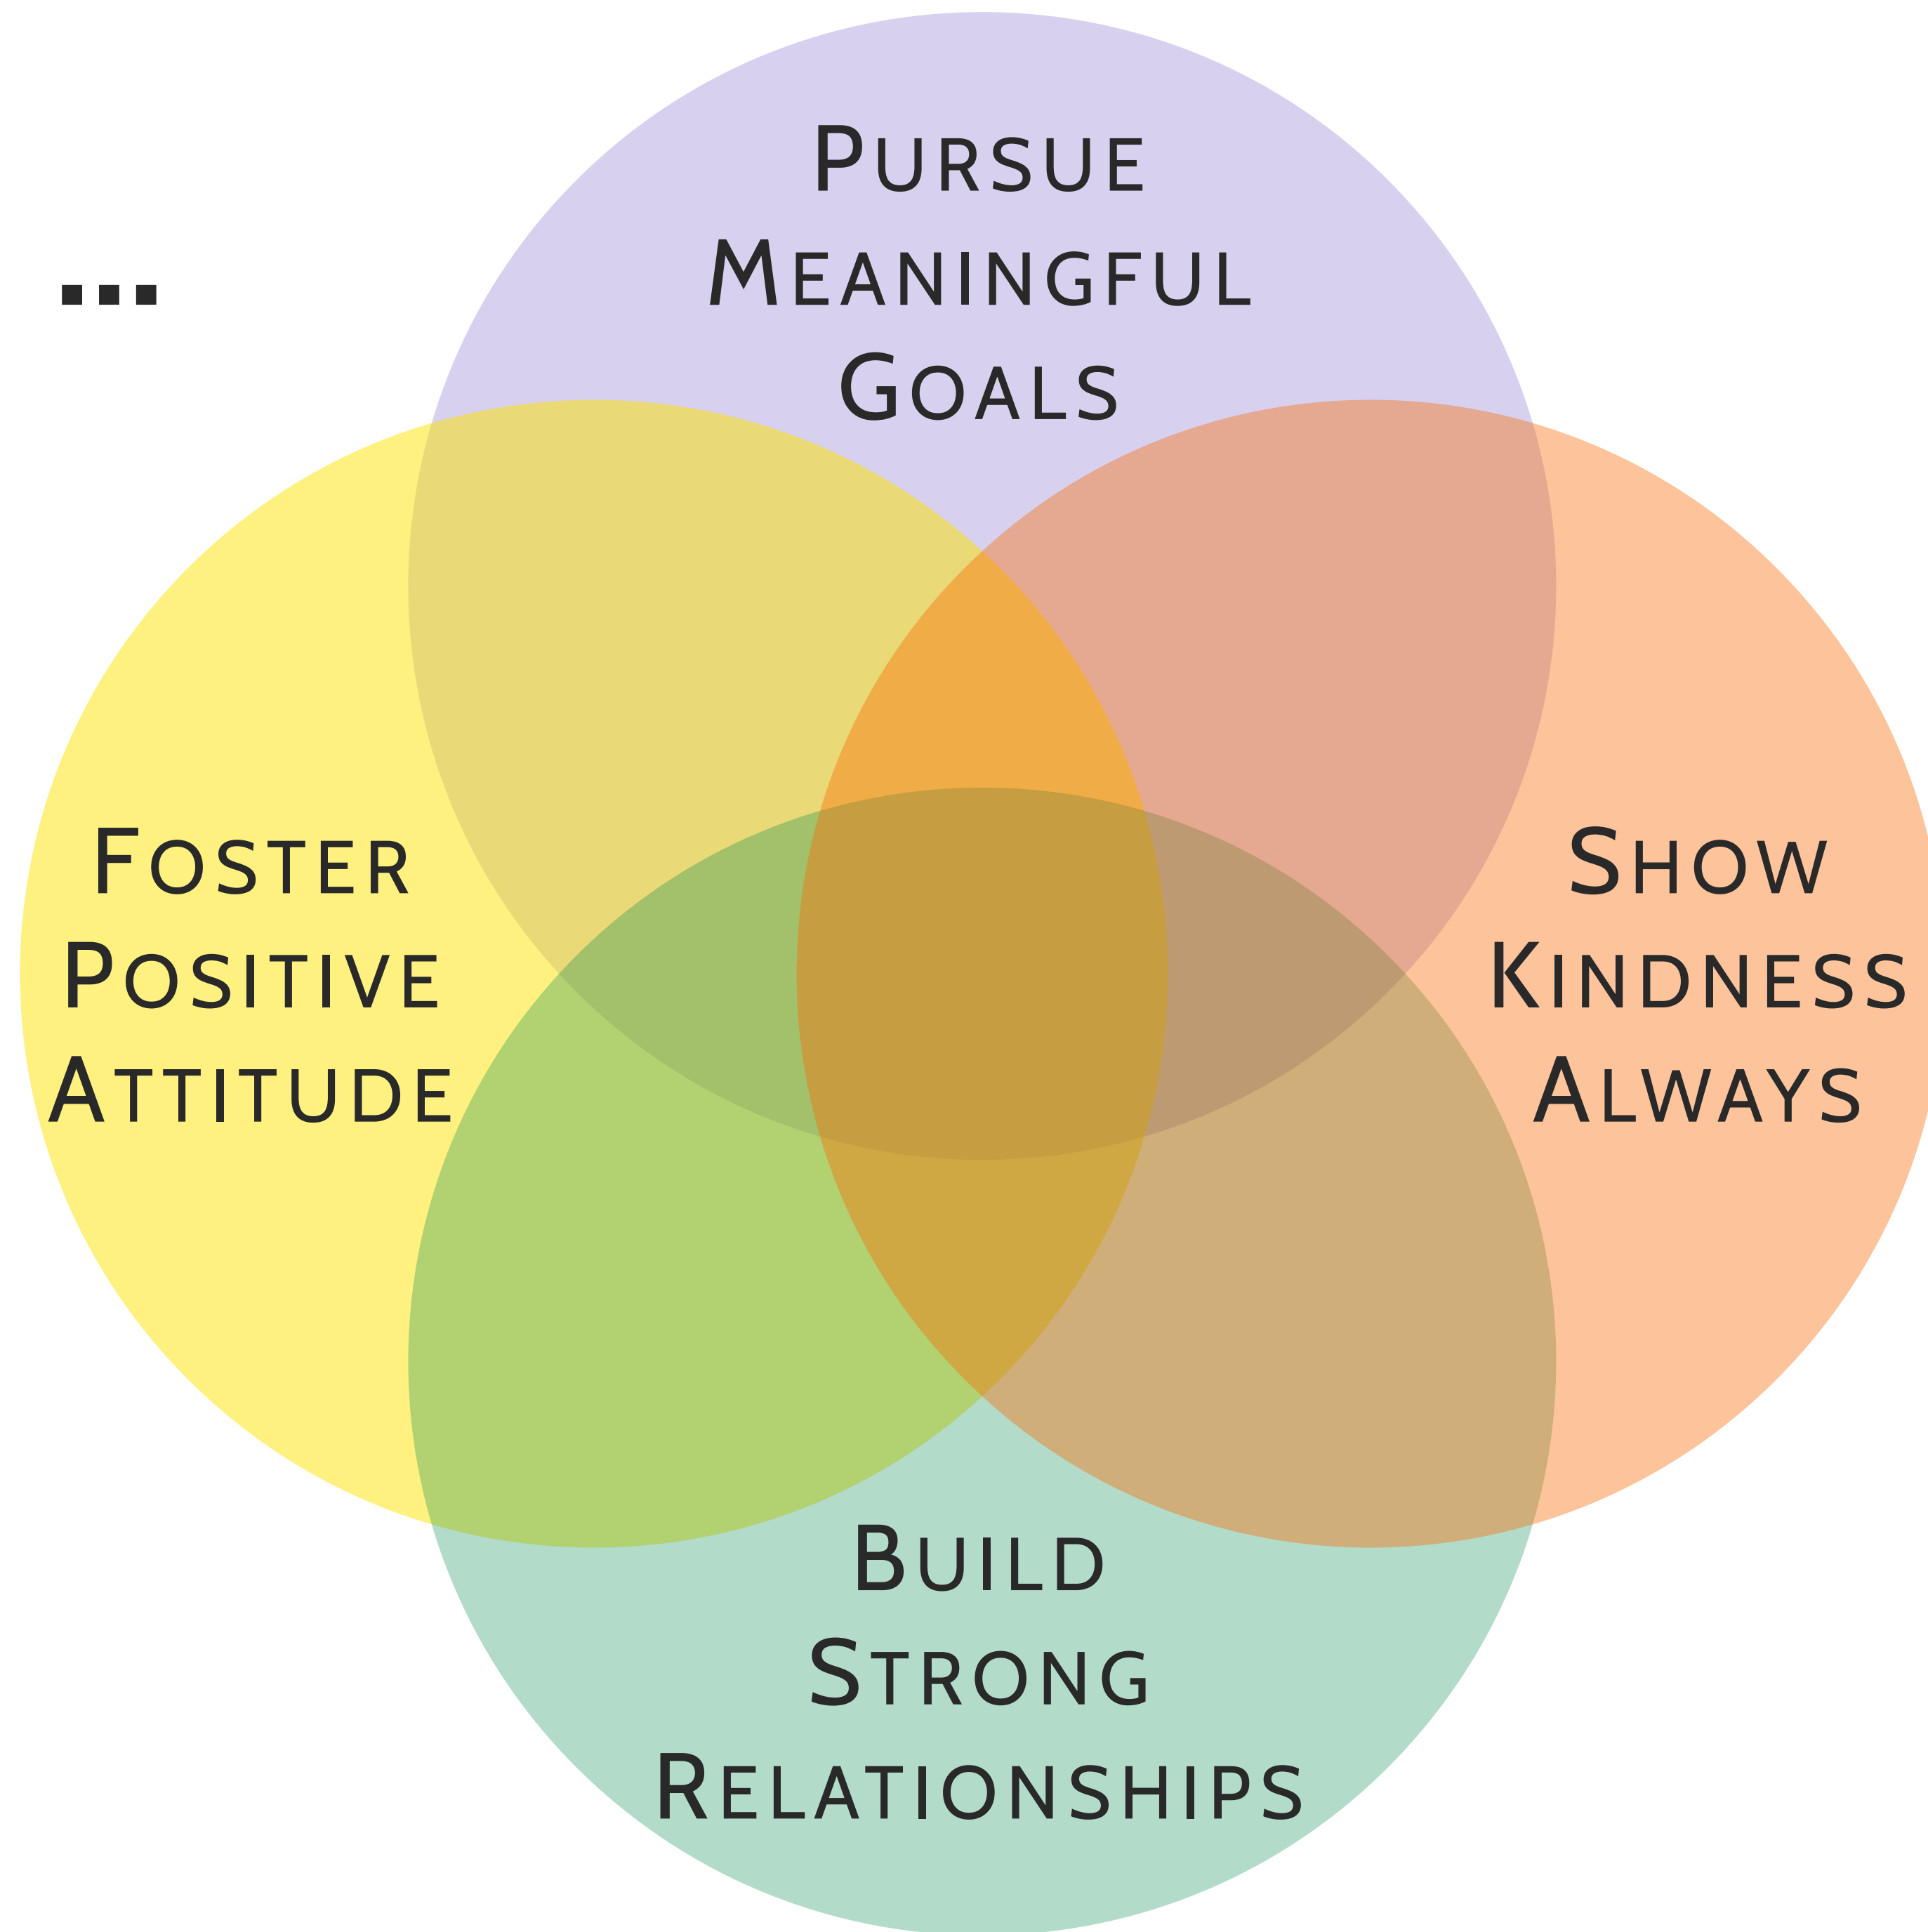 Pursue
Meaningful
Goals
...
Foster
Positive
Attitude
Show
Kindness
Always
Build
Strong
Relationships